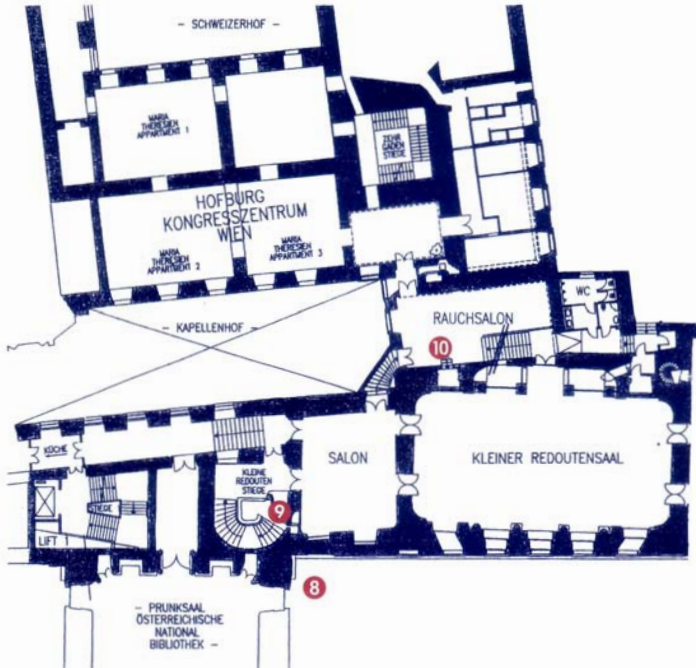 - SCHWEIZERHOF -
MARIA
THERESIEN
APPARTMENT 1
ZEHR
GADEN
STIEGE
HOFBURG
KONGRESSZENTRUM
WIEN
MARIA
THERESIEN
APPARTMENT 2
MARIA
THERESIEN
APPARTMENT 3
WC
- KAPELLENHOF -
RAUCHSALON
10
KÜCHE
KLEINE
REDOUTEN
STIEGE
SALON
KLEINER REDOUTENSAAL
STIEGE
9
LIFT 1
8
- PRUNKSAAL
ÖSTERREICHISCHE
NATIONAL
BIBLIOTHEK -